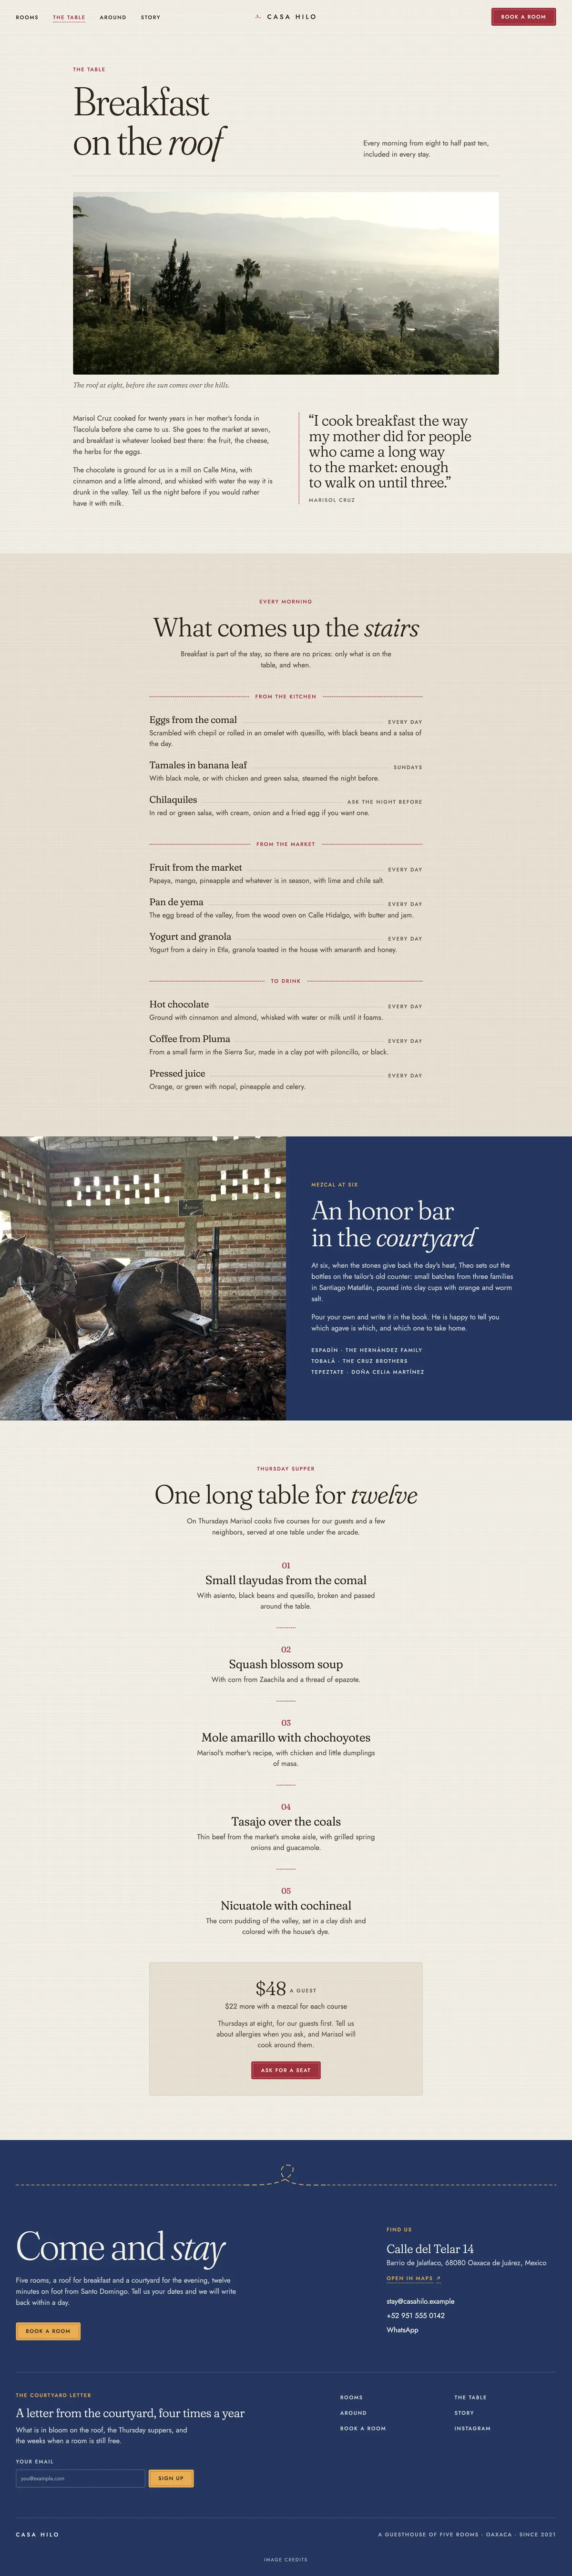 ROOMS THE TABLE AROUND STORY
CASA HILO
BOOK A ROOM
THE TABLE
Breakfast
on the roof
Every morning from eight to half past ten,
included in every stay.
The roof at eight, before the sun comes over the hills.
Marisol Cruz cooked for twenty years in her mother's fonda in
Tlacolula before she came to us. She goes to the market at seven,
and breakfast is whatever looked best there: the fruit, the cheese,
the herbs for the eggs.
The chocolate is ground for us in a mill on Calle Mina, with
cinnamon and a little almond, and whisked with water the way it is
drunk in the valley. Tell us the night before if you would rather
have it with milk.
“I cook breakfast the way
my mother did for people
who came a long way
to the market: enough
to walk on until three.”
MARISOL CRUZ
EVERY MORNING
What comes up the stairs
Breakfast is part of the stay, so there are no prices: only what is on the
table, and when.
FROM THE KITCHEN
Eggs from the comal EVERY DAY
Scrambled with chepil or rolled in an omelet with quesillo, with black beans and a salsa of
the day.
Tamales in banana leaf SUNDAYS
With black mole, or with chicken and green salsa, steamed the night before.
Chilaquiles ASK THE NIGHT BEFORE
In red or green salsa, with cream, onion and a fried egg if you want one.
FROM THE MARKET
Fruit from the market EVERY DAY
Papaya, mango, pineapple and whatever is in season, with lime and chile salt.
Pan de yema EVERY DAY
The egg bread of the valley, from the wood oven on Calle Hidalgo, with butter and jam.
Yogurt and granola EVERY DAY
Yogurt from a dairy in Etla, granola toasted in the house with amaranth and honey.
TO DRINK
Hot chocolate EVERY DAY
Ground with cinnamon and almond, whisked with water or milk until it foams.
Coffee from Pluma EVERY DAY
From a small farm in the Sierra Sur, made in a clay pot with piloncillo, or black.
Pressed juice EVERY DAY
Orange, or green with nopal, pineapple and celery.
MEZCAL AT SIX
An honor bar
in the courtyard
At six, when the stones give back the day's heat, Theo sets out the
bottles on the tailor's old counter: small batches from three families
in Santiago Matatlán, poured into clay cups with orange and worm
salt.
Pour your own and write it in the book. He is happy to tell you
which agave is which, and which one to take home.
ESPADÍN · THE HERNÁNDEZ FAMILY
TOBALÁ · THE CRUZ BROTHERS
TEPEZTATE · DOÑA CELIA MARTÍNEZ
THURSDAY SUPPER
One long table for twelve
On Thursdays Marisol cooks five courses for our guests and a few
neighbors, served at one table under the arcade.
01
Small tlayudas from the comal
With asiento, black beans and quesillo, broken and passed
around the table.
02
Squash blossom soup
With corn from Zaachila and a thread of epazote.
03
Mole amarillo with chochoyotes
Marisol's mother's recipe, with chicken and little dumplings
of masa.
04
Tasajo over the coals
Thin beef from the market's smoke aisle, with grilled spring
onions and guacamole.
05
Nicuatole with cochineal
The corn pudding of the valley, set in a clay dish and
colored with the house's dye.
$48 A GUEST
$22 more with a mezcal for each course
Thursdays at eight, for our guests first. Tell us
about allergies when you ask, and Marisol will
cook around them.
ASK FOR A SEAT
Come and stay
Five rooms, a roof for breakfast and a courtyard for the evening, twelve
minutes on foot from Santo Domingo. Tell us your dates and we will write
back within a day.
BOOK A ROOM
FIND US
Calle del Telar 14
Barrio de Jalatlaco, 68080 Oaxaca de Juárez, Mexico
OPEN IN MAPS ↗
stay@casahilo.example
+52 951 555 0142
WhatsApp
THE COURTYARD LETTER
A letter from the courtyard, four times a year
What is in bloom on the roof, the Thursday suppers, and
the weeks when a room is still free.
YOUR EMAIL
you@example.com
SIGN UP
ROOMS THE TABLE
AROUND STORY
BOOK A ROOM INSTAGRAM
CASA HILO
A GUESTHOUSE OF FIVE ROOMS · OAXACA · SINCE 2021
IMAGE CREDITS